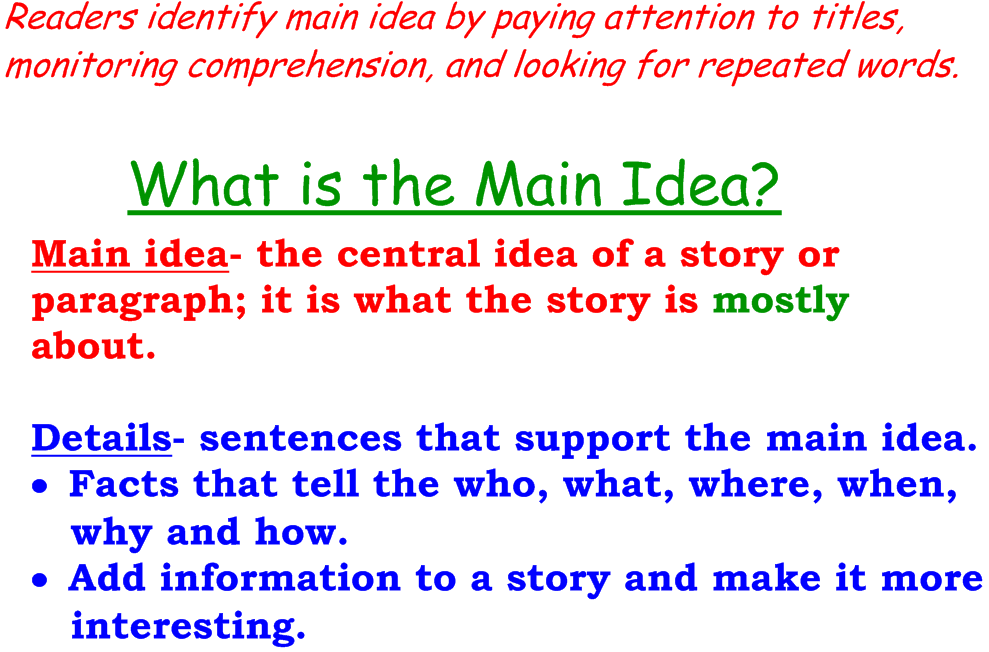 Readers identify main idea by paying attention to titles,
monitoring comprehension, and looking for repeated words.
What is the Main Idea?
Main idea- the central idea of a story or
paragraph; it is what the story is mostly
about.
Details- sentences that support the main idea.
• Facts that tell the who, what, where, when,
why and how.
• Add information to a story and make it more
interesting.